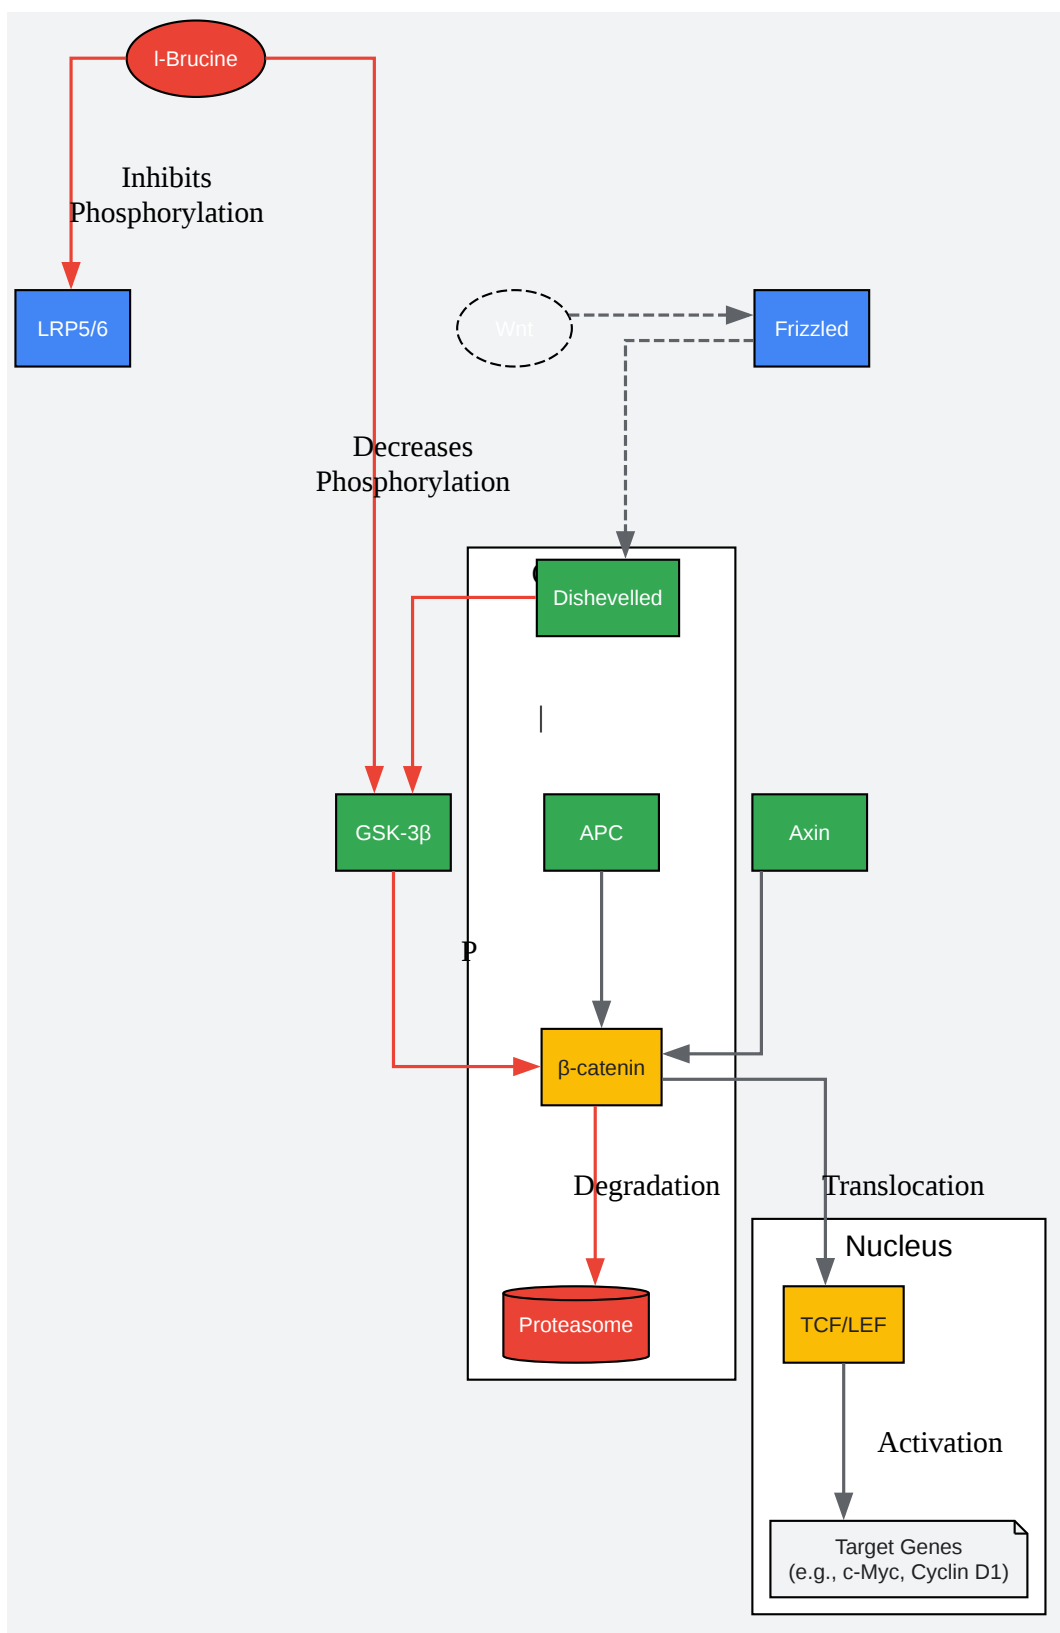 l-Brucine
Inhibits
Phosphorylation
LRP5/6
Wnt
Frizzled
Decreases
Phosphorylation
Dishevelled
|
GSK-3β
APC
Axin
P
β-catenin
Degradation
Translocation
Nucleus
Proteasome
TCF/LEF
Activation
Target Genes
(e.g., c-Myc, Cyclin D1)